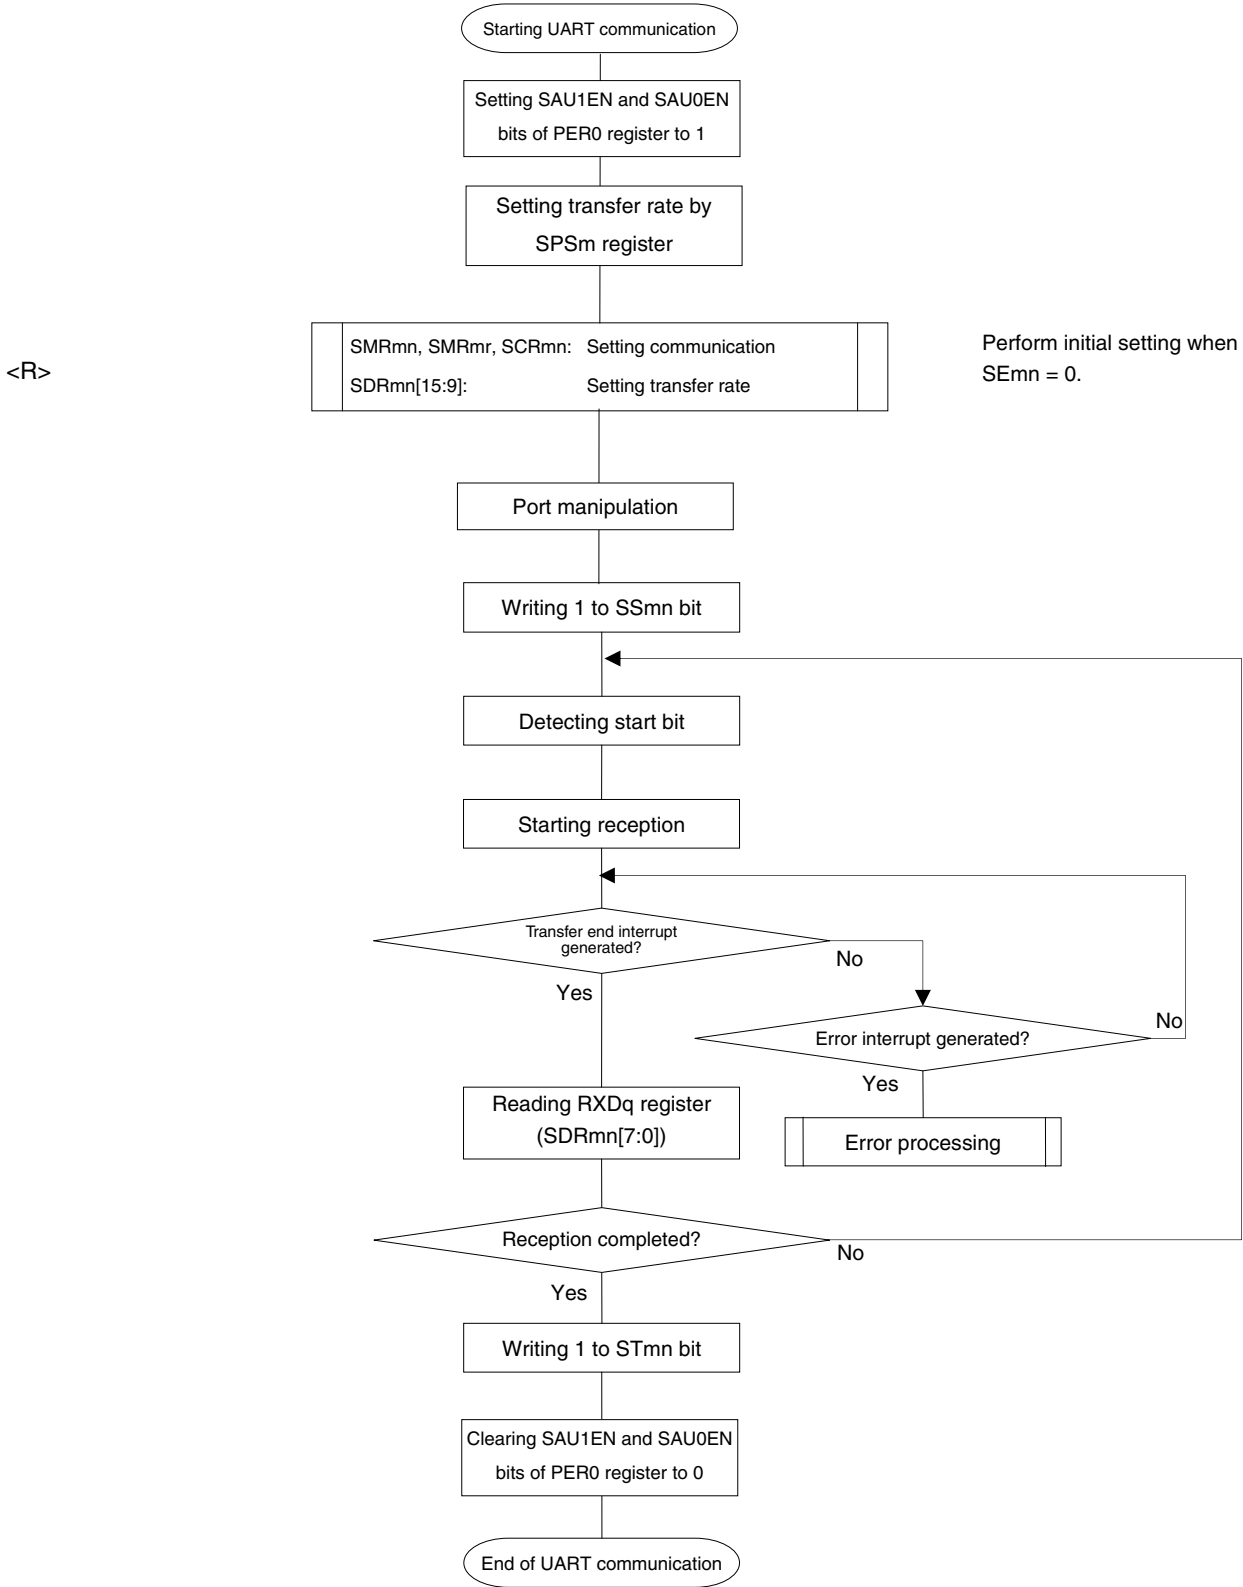 Starting UART communication
Setting SAU1EN and SAU0EN
bits of PER0 register to 1
Setting transfer rate by
SPSm register
<R>
SMRmn, SMRmr, SCRmn: Setting communication
SDRmn[15:9]: Setting transfer rate
Perform initial setting when
SEmn = 0.
Port manipulation
Writing 1 to SSmn bit
Detecting start bit
Starting reception
Transfer end interrupt
generated?
No
Yes
Error interrupt generated?
No
Yes
Error processing
Reading RXDq register
(SDRmn[7:0])
Reception completed?
No
Yes
Writing 1 to STmn bit
Clearing SAU1EN and SAU0EN
bits of PER0 register to 0
End of UART communication